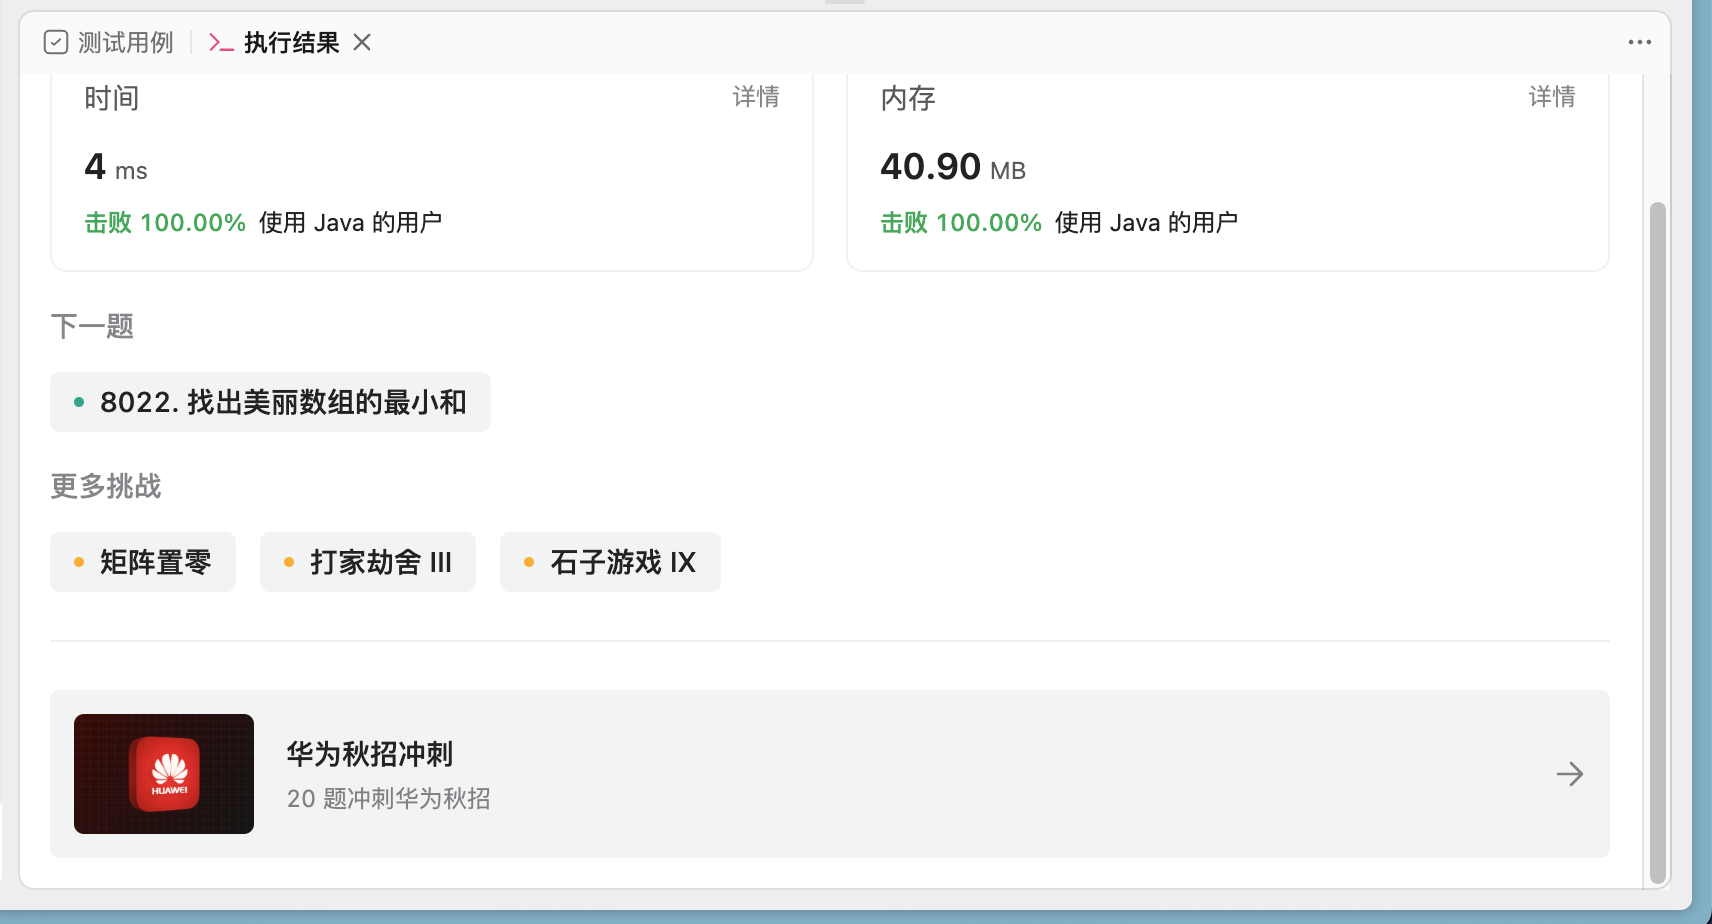 测试用例 执行结果
时间 详情 内存 详情
4 ms 40.90 MB
击败 100.00% 使用 Java 的用户 击败 100.00% 使用 Java 的用户
下一题
8022. 找出美丽数组的最小和
更多挑战
矩阵置零 打家劫舍 III 石子游戏 IX
华为秋招冲刺
HUAWEI
20 题冲刺华为秋招